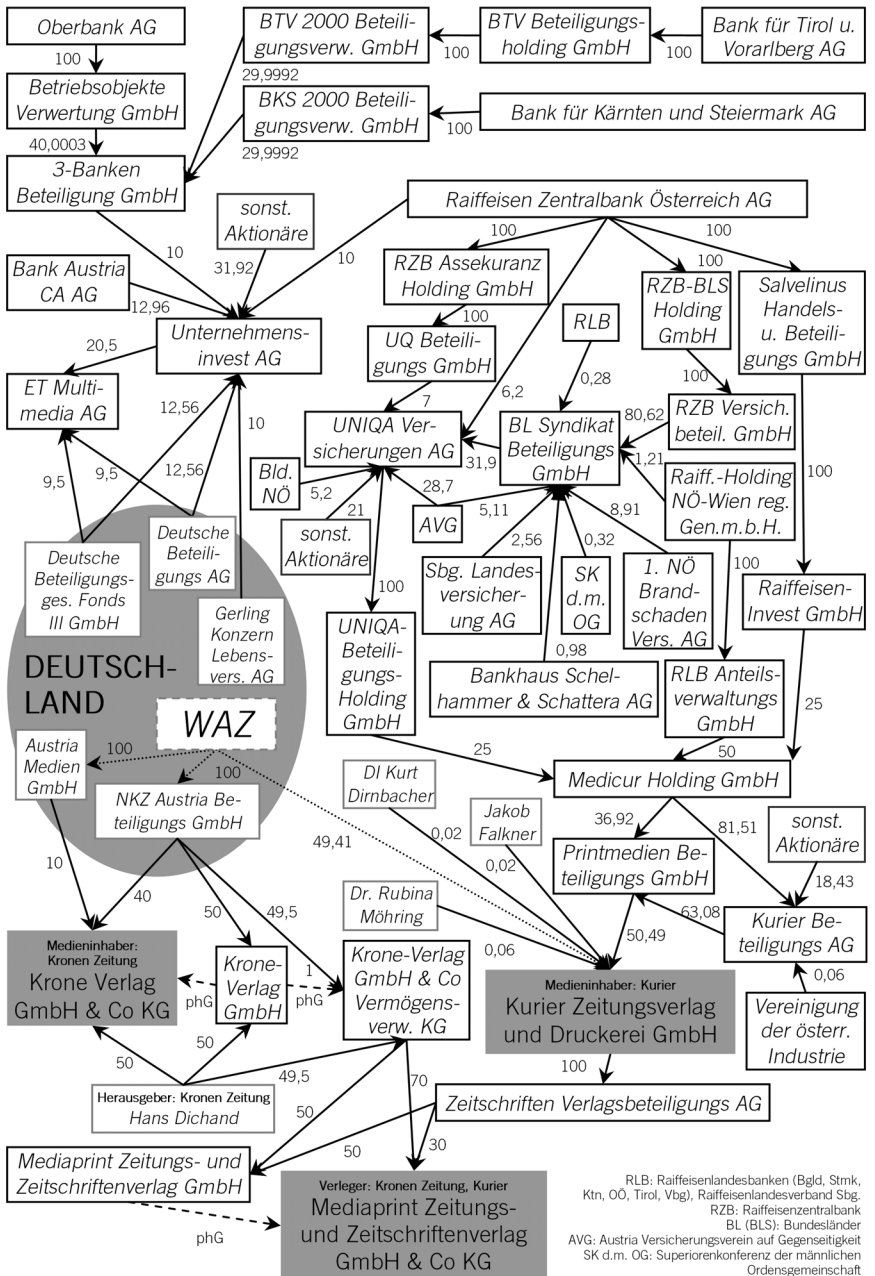 Oberbank AG
BTV 2000 Beteili-
gungsverw. GmbH
BTV Beteiligungs-
holding GmbH
Bank für Tirol u.
Vorarlberg AG
100
100
100
29,9992
Betriebsobjekte
Verwertung GmbH
BKS 2000 Beteili-
gungsverw. GmbH
Bank für Kärnten und Steiermark AG
100
40,0003
29,9992
3-Banken
Beteiligung GmbH
sonst.
Aktionäre
Raiffeisen Zentralbank Österreich AG
10
31,92
10
100
100
100
Bank Austria
CA AG
12,96
RZB Assekuranz
Holding GmbH
RZB-BLS
Holding
GmbH
Salvelinus
Handels-
u. Beteili-
gungs GmbH
Unternehmens-
invest AG
100
RLB
UQ Beteili-
gungs GmbH
20,5
ET Multi-
media AG
12,56
10
7
6,2
0,28
100
UNIQA Ver-
sicherungen AG
BL Syndikat
Beteiligungs
GmbH
80,62
RZB Versich.
beteil. GmbH
31,9
1,21
9,5
9,5
12,56
Bld.
NÖ
5,2
28,7
Raiff.-Holding
NÖ-Wien reg.
Gen.m.b.H.
100
21
sonst.
Aktionäre
AVG
5,11
8,91
Deutsche
Beteiligungsges. Fonds
III GmbH
Deutsche
Beteili-
gungs AG
2,56
0,32
Sbg. Landes-
versicher-
ung AG
SK
d.m.
OG
1. NÖ
Brand-
schaden
Vers. AG
100
100
Raiffeisen-
Invest GmbH
Gerling
Konzern
Lebens-
vers. AG
UNIQA-
Beteili-
gungs-
Holding
GmbH
0,98
Bankhaus Schel-
hammer & Schattera AG
RLB Anteils-
verwaltungs
GmbH
DEUTSCH-
LAND
WAZ
25
Austria
Medien
GmbH
100
100
25
50
Medicur Holding GmbH
NKZ Austria Be-
teiligungs GmbH
DI Kurt
Dirnbacher
Jakob
Falkner
36,92
81,51
sonst.
Aktionäre
49,41
0,02
0,02
10
Printmedien Be-
teiligungs GmbH
18,43
40
50
49,5
Dr. Rubina
Möhring
63,08
Kurier Be-
teiligungs AG
0,06
50,49
Medieninhaber:
Kronen Zeitung
Krone Verlag
GmbH & Co KG
Krone-
Verlag
GmbH
Krone-Verlag
GmbH & Co
Vermögens-
verw. KG
1
phG
phG
Medieninhaber: Kurier
Kurier Zeitungsverlag
und Druckerei GmbH
0,06
Vereinigung
der österr.
Industrie
50
50
49,5
100
Herausgeber: Kronen Zeitung
Hans Dichand
70
50
Zeitschriften Verlagsbeteiligungs AG
50
30
Mediaprint Zeitungs- und
Zeitschriftenverlag GmbH
phG
Verleger: Kronen Zeitung, Kurier
Mediaprint Zeitungs-
und Zeitschriftenverlag
GmbH & Co KG
RLB: Raiffeisenlandesbanken (Bgld, Stmk,
Ktn, OÖ, Tirol, Vbg), Raiffeisenlandesverband Sbg.
RZB: Raiffeisenzentralbank
BL (BLS): Bundesländer
AVG: Austria Versicherungsverein auf Gegenseitigkeit
SK d.m. OG: Superiorenkonferenz der männlichen
Ordensgemeinschaft